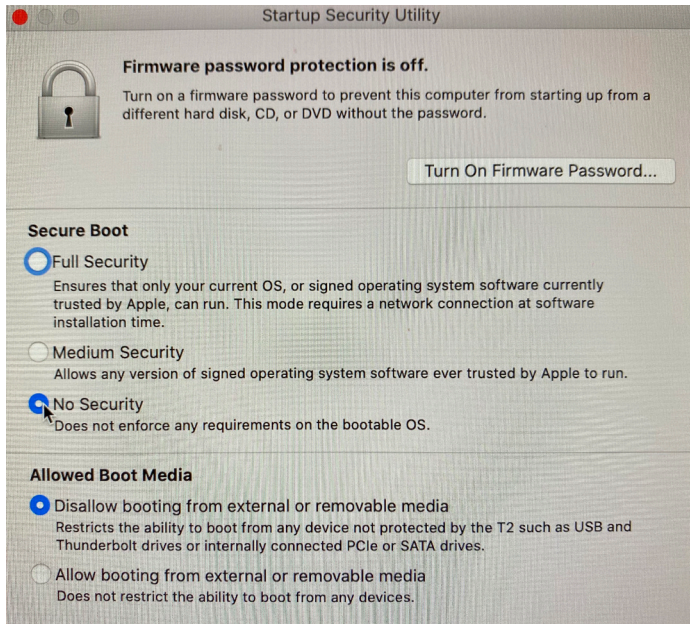 Startup Security Utility
Firmware password protection is off.
Turn on a firmware password to prevent this computer from starting up from a
different hard disk, CD, or DVD without the password.
Turn On Firmware Password...
Secure Boot
Full Security
Ensures that only your current OS, or signed operating system software currently
trusted by Apple, can run. This mode requires a network connection at software
installation time.
Medium Security
Allows any version of signed operating system software ever trusted by Apple to run.
No Security
Does not enforce any requirements on the bootable OS.
Allowed Boot Media
Disallow booting from external or removable media
Restricts the ability to boot from any device not protected by the T2 such as USB and
Thunderbolt drives or internally connected PCIe or SATA drives.
Allow booting from external or removable media
Does not restrict the ability to boot from any devices.